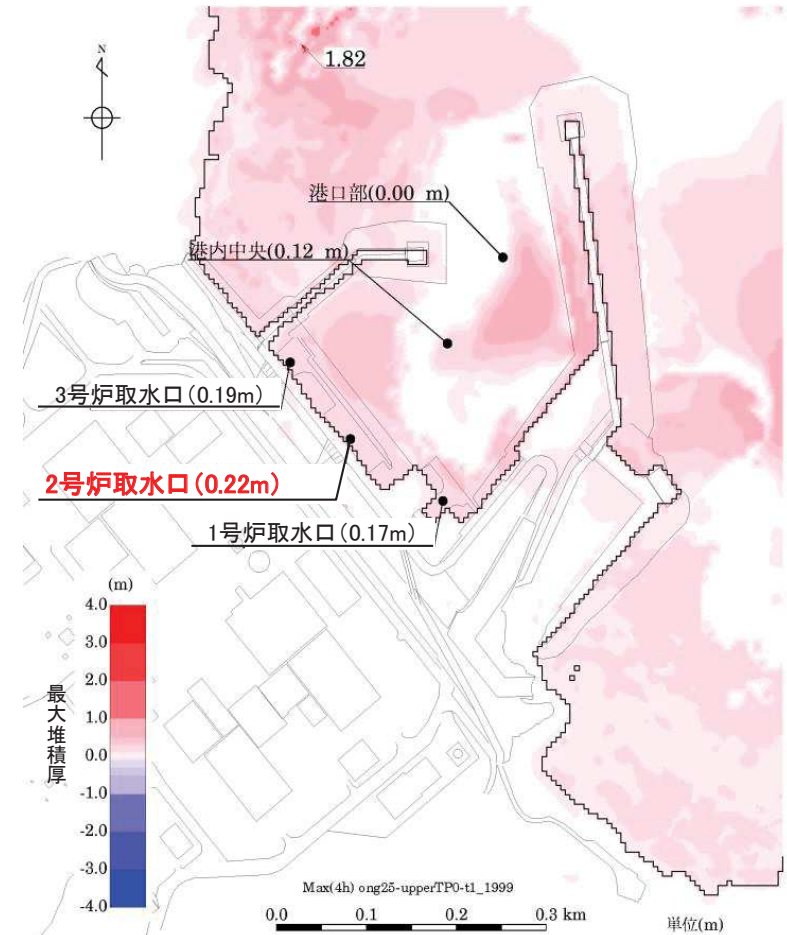 N
1.82
港口部(0.00 m)
港内中央(0.12 m)
3号炉取水口(0.19m)
2号炉取水口(0.22m)
1号炉取水口(0.17m)
(m)
4.0
3.0
2.0
1.0
0.0
-1.0
-2.0
-3.0
-4.0
最大堆積厚
Max(4h) ong25-upperTP0-t1_1999
0.0 0.1 0.2 0.3 km
単位(m)